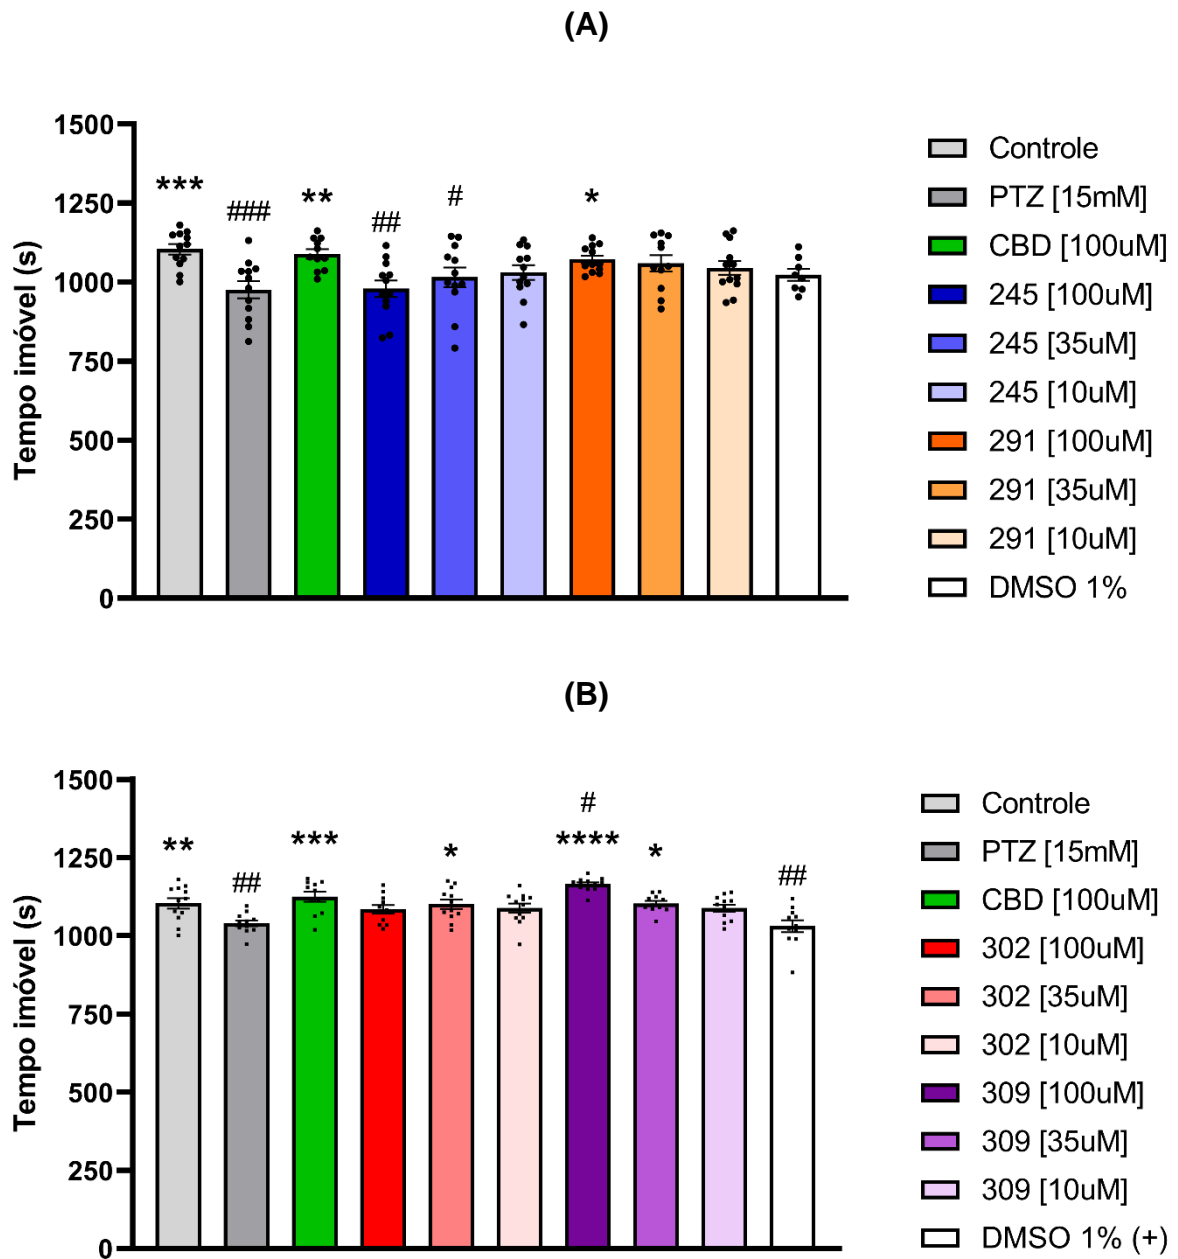 (A)
Tempo imóvel (s)
1500
1250
1000
750
500
250
0
***
###
**
##
#
*
Controle
PTZ [15mM]
CBD [100uM]
245 [100uM]
245 [35uM]
245 [10uM]
291 [100uM]
291 [35uM]
291 [10uM]
DMSO 1%
(B)
Tempo imóvel (s)
1500
1250
1000
750
500
250
0
**
##
***
*
#
****
*
##
Controle
PTZ [15mM]
CBD [100uM]
302 [100uM]
302 [35uM]
302 [10uM]
309 [100uM]
309 [35uM]
309 [10uM]
DMSO 1% (+)